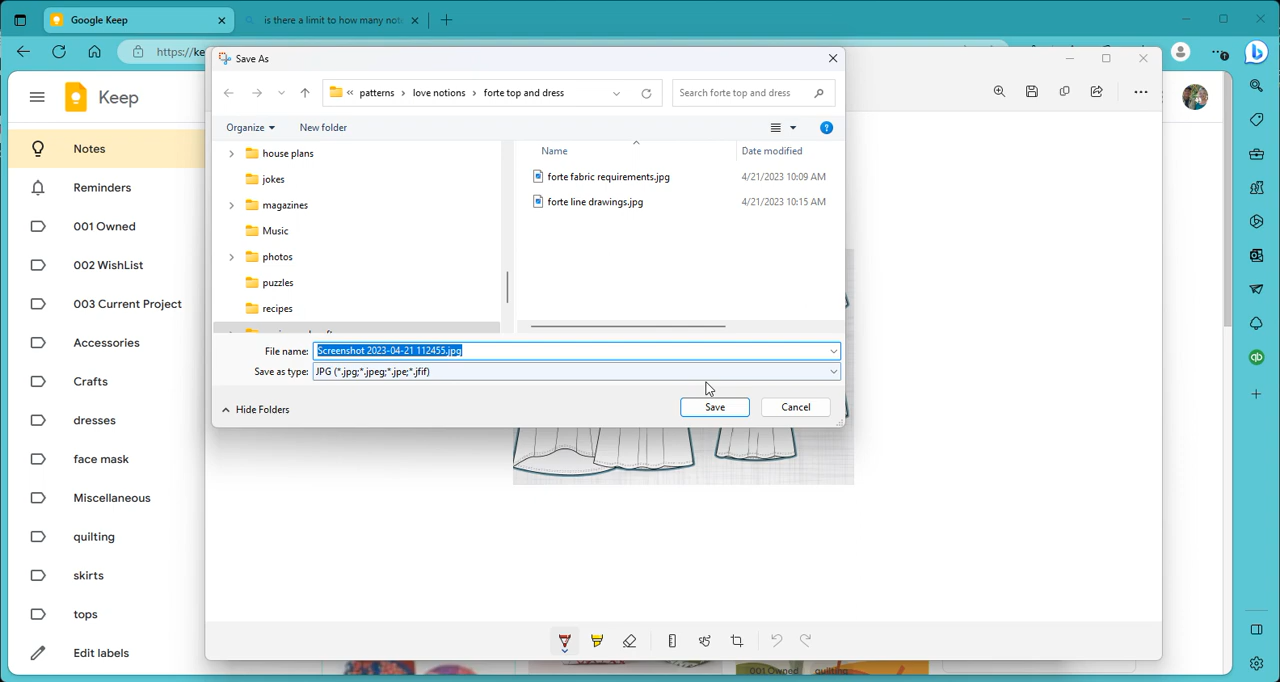 Google Keep
is there a limit to how many not
https://ke
Keep
Notes
Reminders
001 Owned
002 WishList
003 Current Project
Accessories
Crafts
dresses
face mask
Miscellaneous
quilting
skirts
tops
Edit labels
Save As
« patterns › love notions › forte top and dress
Search forte top and dress
Organize
New folder
house plans
jokes
magazines
Music
photos
puzzles
recipes
Name
Date modified
forte fabric requirements.jpg
4/21/2023 10:09 AM
forte line drawings.jpg
4/21/2023 10:15 AM
File name:
Screenshot 2023-04-21 112455.jpg
Save as type:
JPG (*.jpg;*.jpeg;*.jpe;*.jfif)
Hide Folders
Save
Cancel
001 Owned
quilting